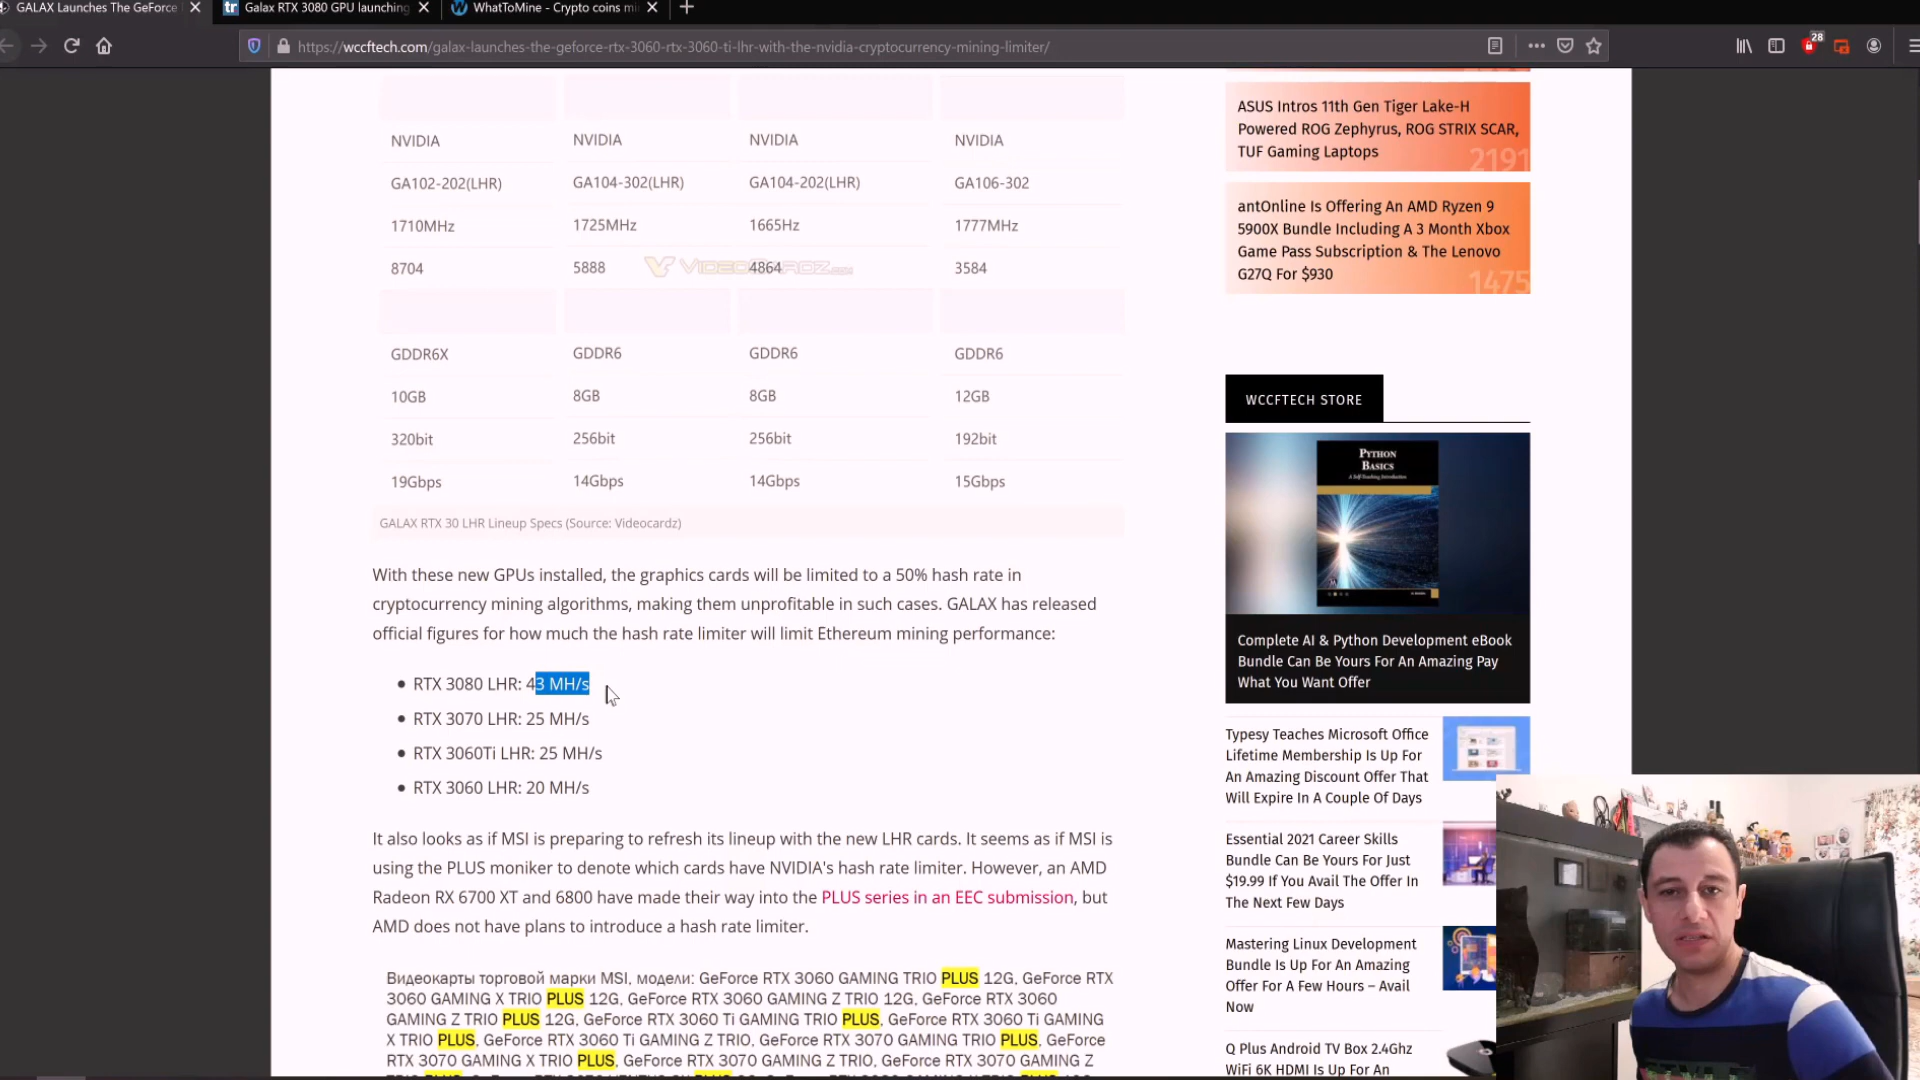 GALAX Launches The GeForce
Galax RTX 3080 GPU launching
WhatToMine - Crypto coins mi
https://wccftech.com/galax-launches-the-geforce-rtx-3060-rtx-3060-ti-lhr-with-the-nvidia-cryptocurrency-mining-limiter/
28
NVIDIA NVIDIA NVIDIA NVIDIA
GA102-202(LHR) GA104-302(LHR) GA104-202(LHR) GA106-302
1710MHz 1725MHz 1665Hz 1777MHz
8704 5888 4864 3584
VIDEOCARDZ.COM
GDDR6X GDDR6 GDDR6 GDDR6
10GB 8GB 8GB 12GB
320bit 256bit 256bit 192bit
19Gbps 14Gbps 14Gbps 15Gbps
GALAX RTX 30 LHR Lineup Specs (Source: Videocardz)
With these new GPUs installed, the graphics cards will be limited to a 50% hash rate in
cryptocurrency mining algorithms, making them unprofitable in such cases. GALAX has released
official figures for how much the hash rate limiter will limit Ethereum mining performance:
• RTX 3080 LHR: 43 MH/s
• RTX 3070 LHR: 25 MH/s
• RTX 3060Ti LHR: 25 MH/s
• RTX 3060 LHR: 20 MH/s
It also looks as if MSI is preparing to refresh its lineup with the new LHR cards. It seems as if MSI is
using the PLUS moniker to denote which cards have NVIDIA's hash rate limiter. However, an AMD
Radeon RX 6700 XT and 6800 have made their way into the PLUS series in an EEC submission, but
AMD does not have plans to introduce a hash rate limiter.
Видеокарты торговой марки MSI, модели: GeForce RTX 3060 GAMING TRIO PLUS 12G, GeForce RTX
3060 GAMING X TRIO PLUS 12G, GeForce RTX 3060 GAMING Z TRIO 12G, GeForce RTX 3060
GAMING Z TRIO PLUS 12G, GeForce RTX 3060 Ti GAMING TRIO PLUS, GeForce RTX 3060 Ti GAMING
X TRIO PLUS, GeForce RTX 3060 Ti GAMING Z TRIO, GeForce RTX 3070 GAMING TRIO PLUS, GeForce
RTX 3070 GAMING X TRIO PLUS, GeForce RTX 3070 GAMING Z TRIO, GeForce RTX 3070 GAMING Z
ASUS Intros 11th Gen Tiger Lake-H
Powered ROG Zephyrus, ROG STRIX SCAR,
TUF Gaming Laptops
2191
antOnline Is Offering An AMD Ryzen 9
5900X Bundle Including A 3 Month Xbox
Game Pass Subscription & The Lenovo
G27Q For $930
1475
WCCFTECH STORE
PYTHON
BASICS
A Self-Teaching Introduction
Complete AI & Python Development eBook
Bundle Can Be Yours For An Amazing Pay
What You Want Offer
Typesy Teaches Microsoft Office
Lifetime Membership Is Up For
An Amazing Discount Offer That
Will Expire In A Couple Of Days
Essential 2021 Career Skills
Bundle Can Be Yours For Just
$19.99 If You Avail The Offer In
The Next Few Days
Mastering Linux Development
Bundle Is Up For An Amazing
Offer For A Few Hours – Avail
Now
Q Plus Android TV Box 2.4Ghz
WiFi 6K HDMI Is Up For An